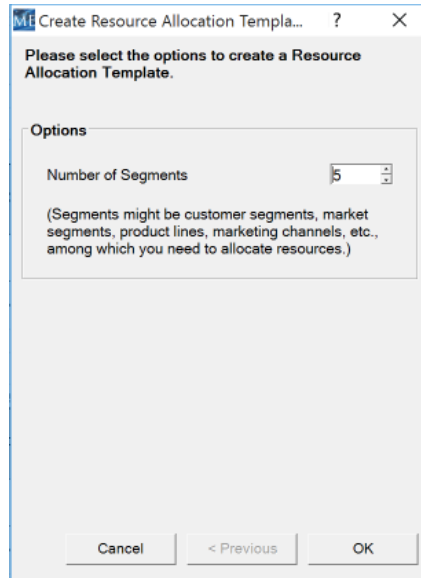 ME Create Resource Allocation Templa... ? ×
Please select the options to create a Resource
Allocation Template.
Options
Number of Segments 5
(Segments might be customer segments, market
segments, product lines, marketing channels, etc.,
among which you need to allocate resources.)
Cancel < Previous OK